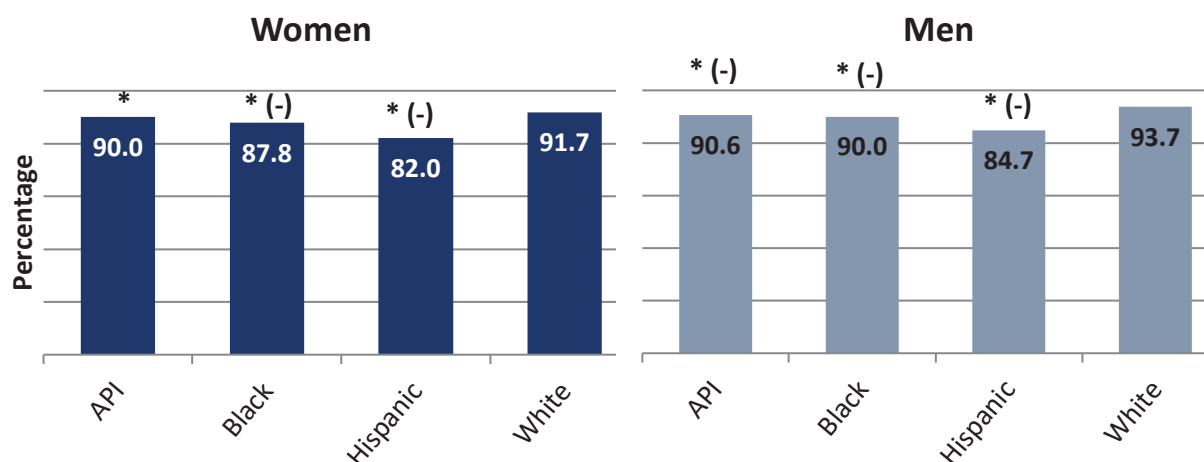 Women
Percentage
*
* (-)
* (-)
90.0
87.8
82.0
91.7
API
Black
Hispanic
White
Men
* (-)
* (-)
* (-)
90.6
90.0
84.7
93.7
API
Black
Hispanic
White